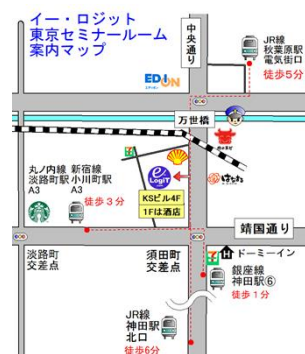 イー・ロジット
東京セミナールーム
案内マップ
中央通り
JR線
秋葉原駅
電気街口
徒歩5分
EDION
万世橋
丸ノ内線
淡路町駅
A3
新宿線
小川町駅
A3
徒歩3分
e
LogiT
KSビル4F
1Fは酒店
靖国通り
淡路町
交差点
須田町
交差点
ドーミーイン
銀座線
神田駅⑥
徒歩1分
JR線
神田駅
北口
徒歩6分